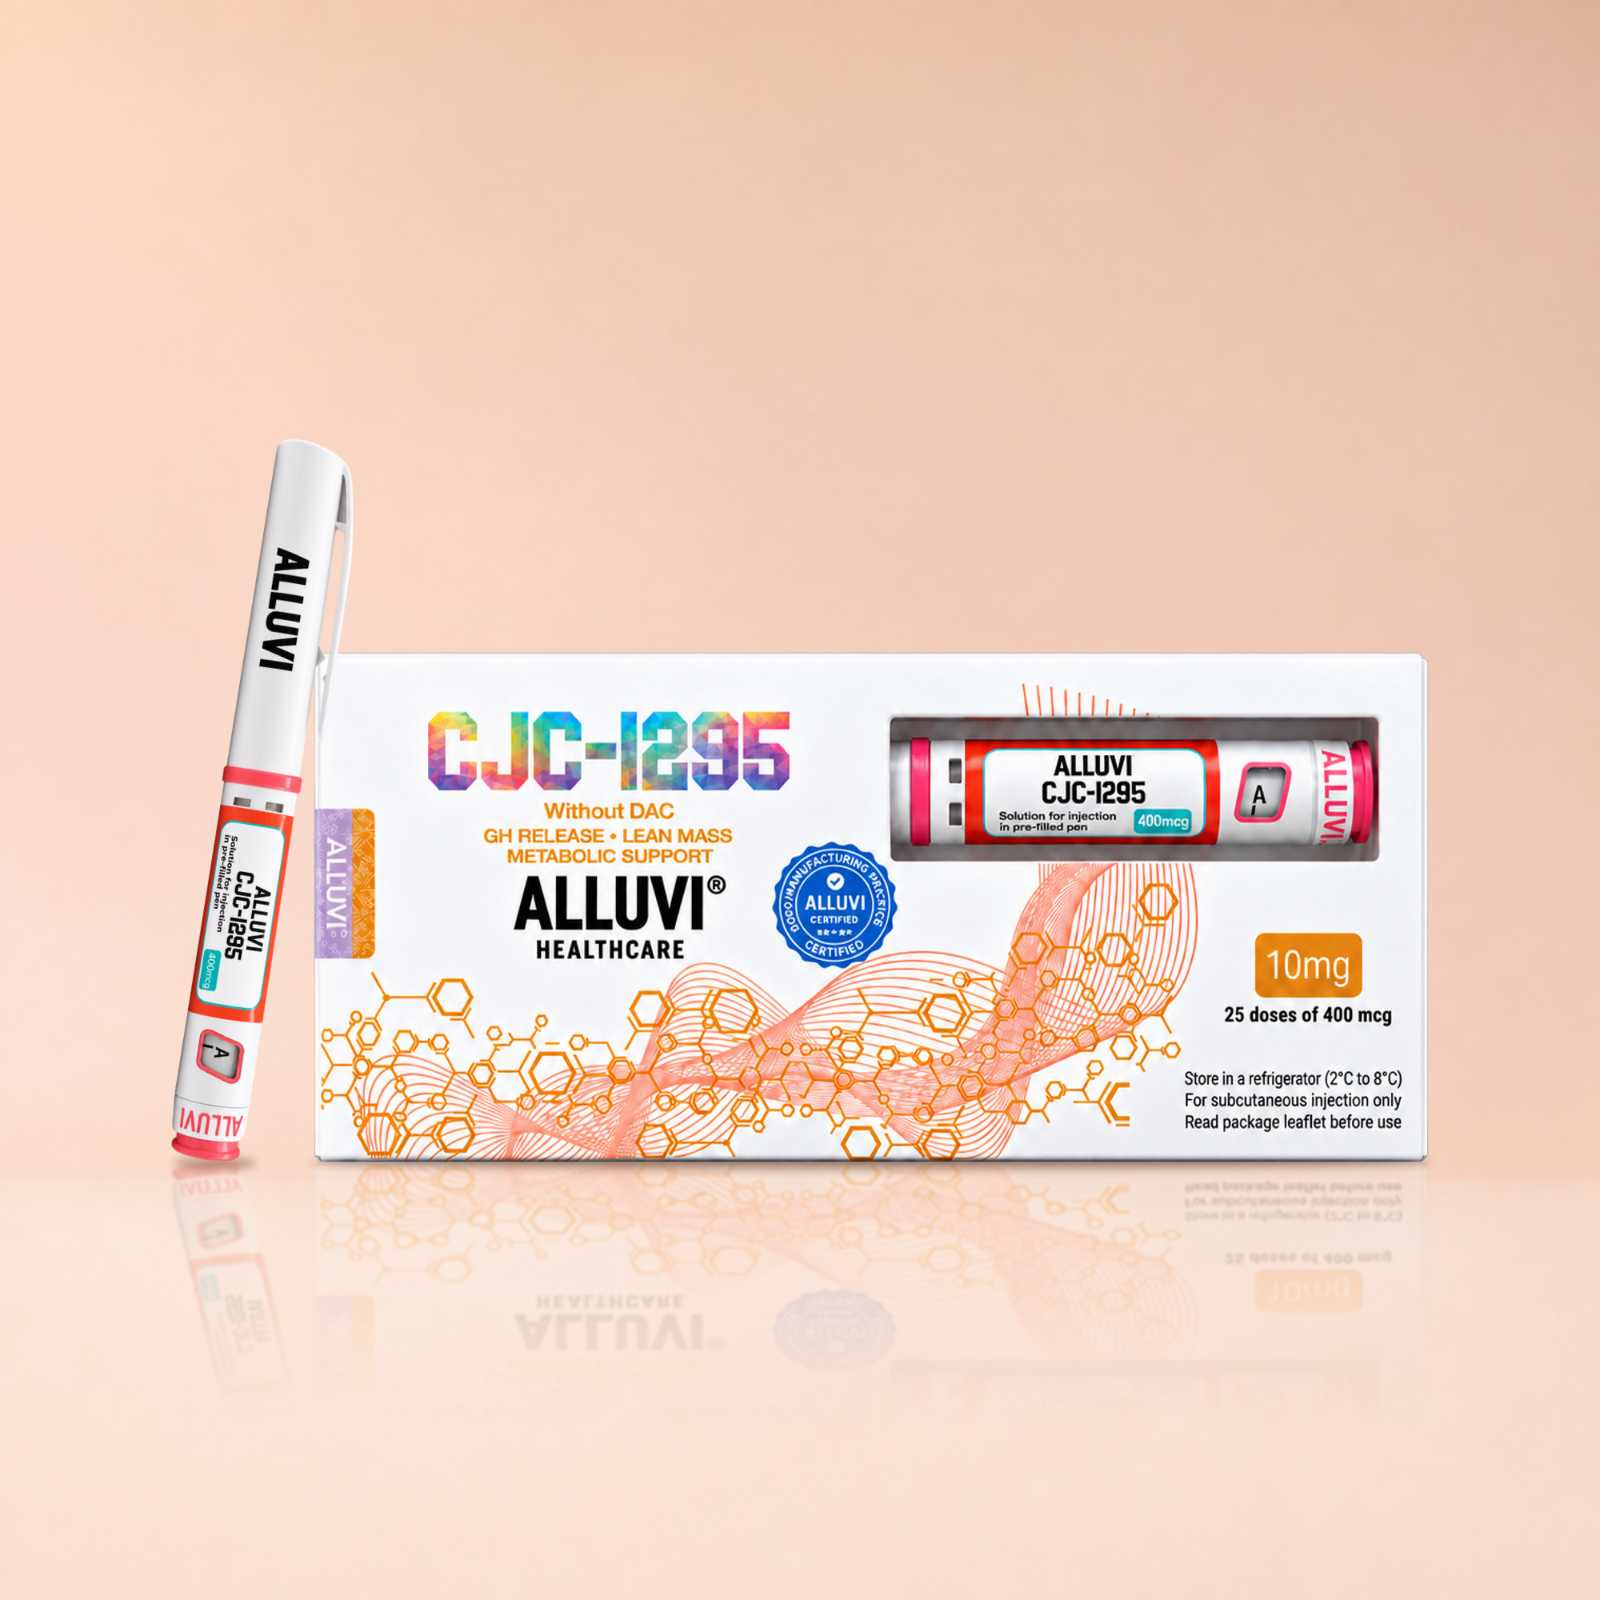 ALLUVI
ALLUVI
CJC-1295
Solution for injection
in pre-filled pen
400mcg
A
ALLUVI
ALLUVI
CJC-1295
Without DAC
GH RELEASE • LEAN MASS
METABOLIC SUPPORT
ALLUVI®
HEALTHCARE
MANUFACTURING
ALLUVI
CERTIFIED
CERTIFIED
ALLUVI
CJC-1295
Solution for injection
in pre-filled pen
400mcg
A
ALLUVI
10mg
25 doses of 400 mcg
Store in a refrigerator (2°C to 8°C)
For subcutaneous injection only
Read package leaflet before use